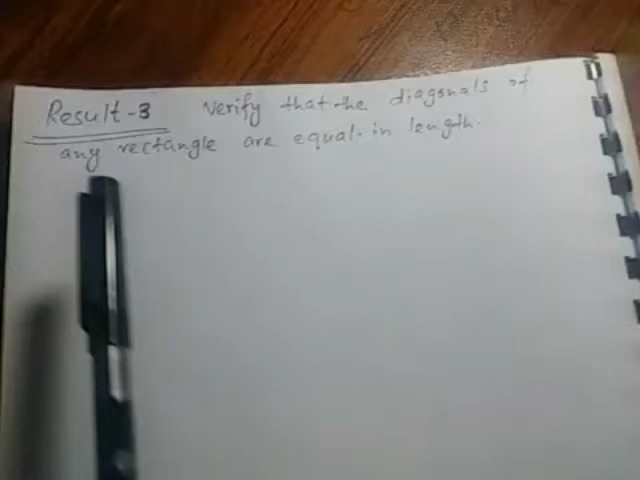 Result-3 Verify that the diagonals of
any rectangle are equal in length.